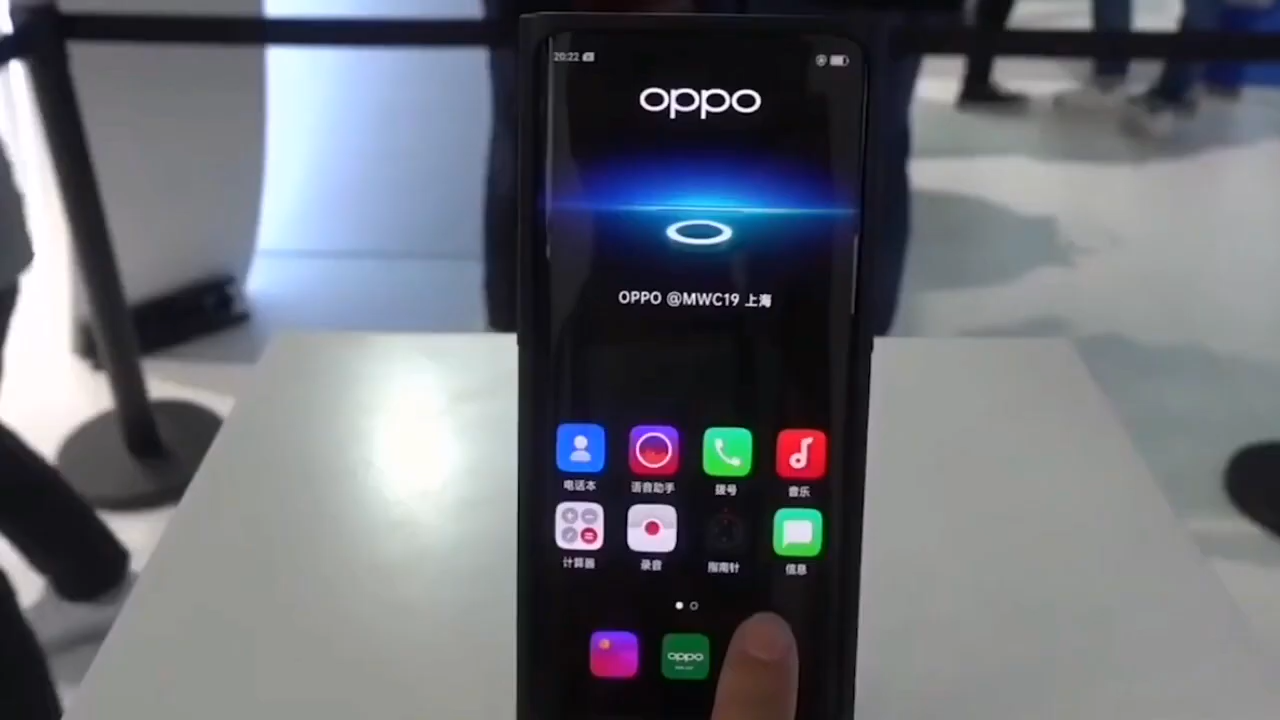 20:22
oppo
OPPO @MWC19 上海
电话本 语音助手 拨号 音乐
计算器 录音 指南针 信息
oppo